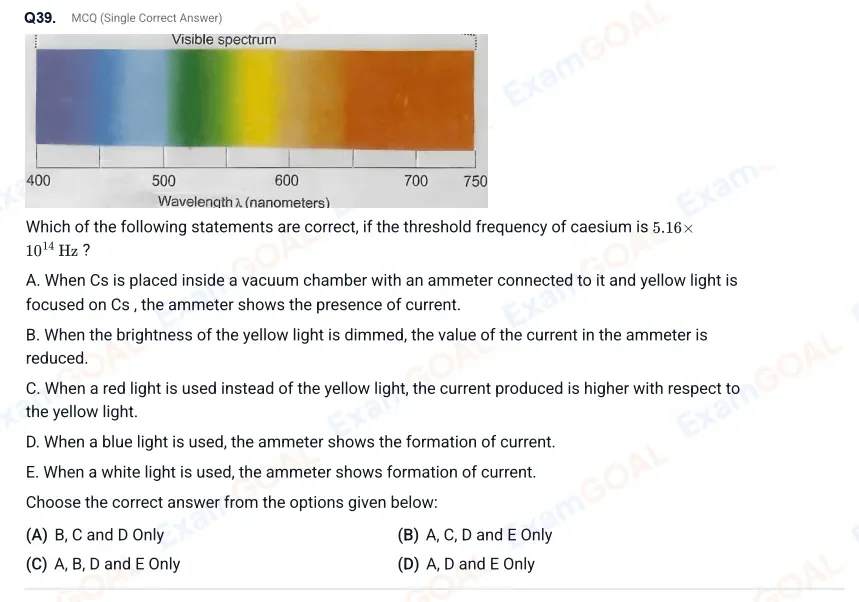 Q39. MCQ (Single Correct Answer)
Visible spectrum
400 500 600 700 750
Wavelength λ (nanometers)
Which of the following statements are correct, if the threshold frequency of caesium is 5.16×
10¹⁴ Hz ?
A. When Cs is placed inside a vacuum chamber with an ammeter connected to it and yellow light is
focused on Cs , the ammeter shows the presence of current.
B. When the brightness of the yellow light is dimmed, the value of the current in the ammeter is
reduced.
C. When a red light is used instead of the yellow light, the current produced is higher with respect to
the yellow light.
D. When a blue light is used, the ammeter shows the formation of current.
E. When a white light is used, the ammeter shows formation of current.
Choose the correct answer from the options given below:
(A) B, C and D Only (B) A, C, D and E Only
(C) A, B, D and E Only (D) A, D and E Only
ExamGOAL